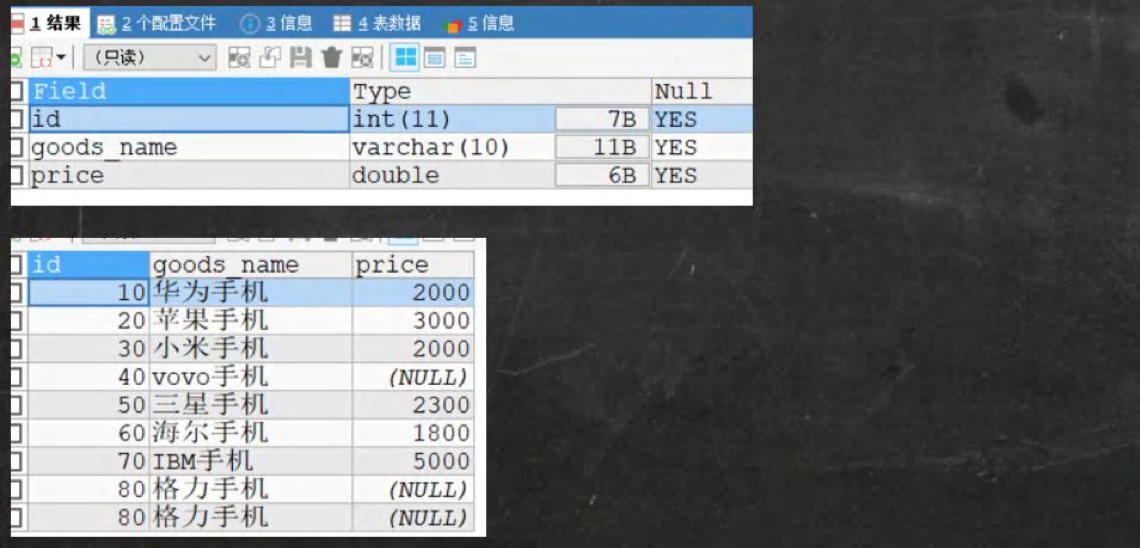 1 结果 2 个配置文件 3 信息 4 表数据 5 信息
(只读)
Field Type Null
id int(11) 7B YES
goods_name varchar(10) 11B YES
price double 6B YES
id goods_name price
10 华为手机 2000
20 苹果手机 3000
30 小米手机 2000
40 vovo手机 (NULL)
50 三星手机 2300
60 海尔手机 1800
70 IBM手机 5000
80 格力手机 (NULL)
80 格力手机 (NULL)